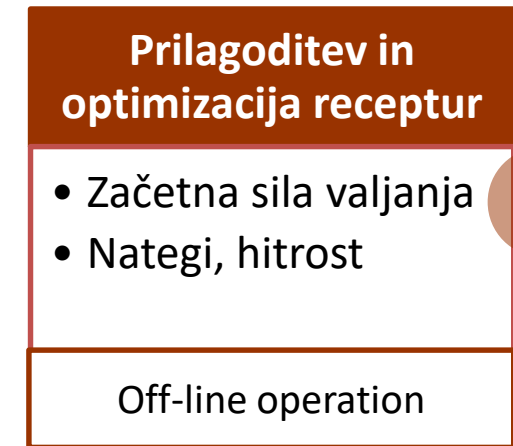 Prilagoditev in
optimizacija receptur
• Začetna sila valjanja
• Nategi, hitrost
Off-line operation